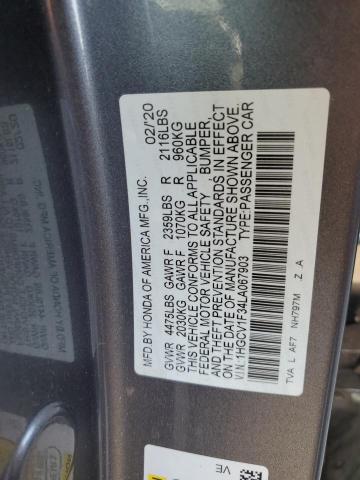 MFD.BY HONDA OF AMERICA MFG.,INC. 02/'20
GVWR 4475LBS GAWR F 2359LBS R 2116LBS
GVWR 2030KG GAWR F 1070KG R 960KG
THIS VEHICLE CONFORMS TO ALL APPLICABLE
FEDERAL MOTOR VEHICLE SAFETY, BUMPER,
AND THEFT PREVENTION STANDARDS IN EFFECT
ON THE DATE OF MANUFACTURE SHOWN ABOVE.
V.I.N:1HGCV1F34LA067903 TYPE:PASSENGER CAR
TVA L AF7 NH797M Z A
VE